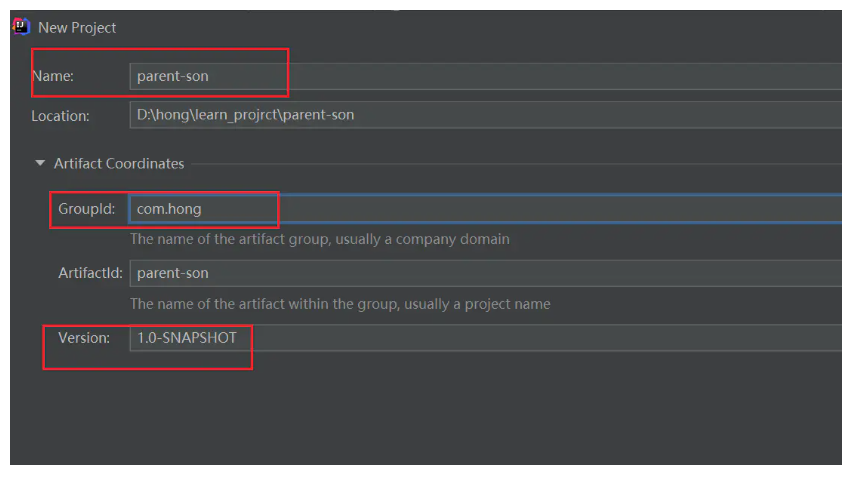 New Project
Name: parent-son
Location: D:\hong\learn_projrct\parent-son
Artifact Coordinates
GroupId: com.hong
The name of the artifact group, usually a company domain
ArtifactId: parent-son
The name of the artifact within the group, usually a project name
Version: 1.0-SNAPSHOT